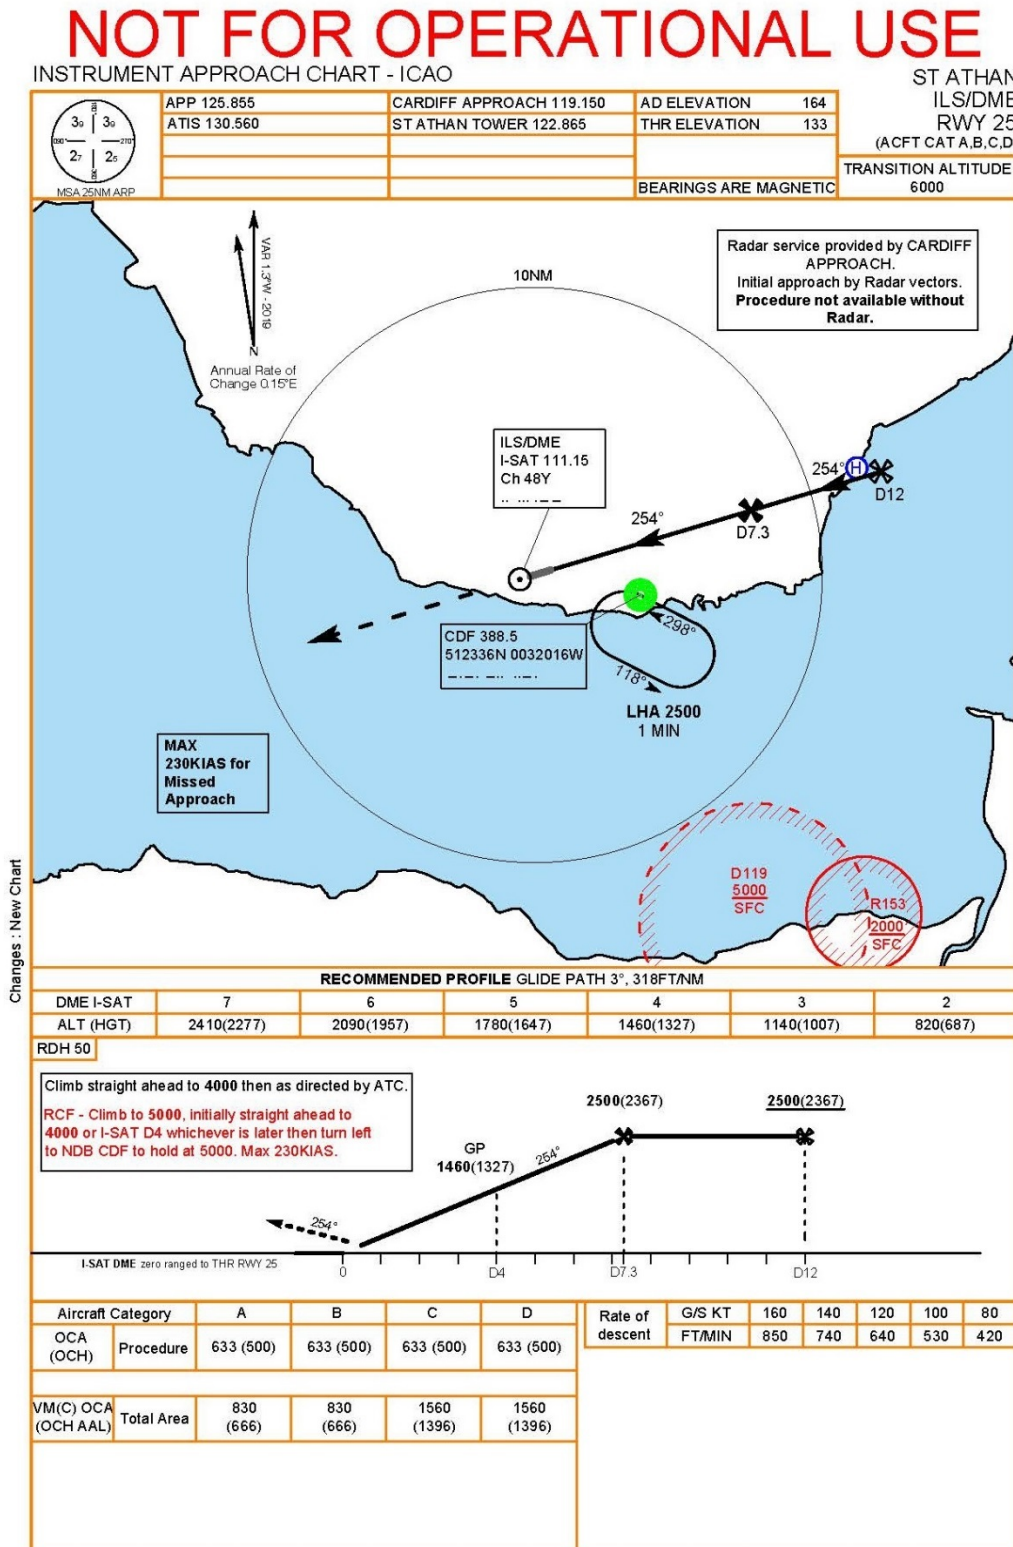 NOT FOR OPERATIONAL USE
INSTRUMENT APPROACH CHART - ICAO
ST ATHAN
ILS/DME
RWY 25
(ACFT CAT A,B,C,D
APP 125.855
CARDIFF APPROACH 119.150
AD ELEVATION 164
ATIS 130.560
ST ATHAN TOWER 122.865
THR ELEVATION 133
BEARINGS ARE MAGNETIC
TRANSITION ALTITUDE
6000
39 39
090° 270°
27 25
MSA 25NM ARP
VAR 1.3°W - 2019
N
Annual Rate of
Change 0.15°E
10NM
Radar service provided by CARDIFF
APPROACH.
Initial approach by Radar vectors.
Procedure not available without
Radar.
ILS/DME
I-SAT 111.15
Ch 48Y
254°
H
D12
254°
D7.3
CDF 388.5
512336N 0032016W
298°
118°
LHA 2500
1 MIN
MAX
230KIAS for
Missed
Approach
D119
5000
SFC
R153
2000'
SFC
Changes : New Chart
RECOMMENDED PROFILE GLIDE PATH 3°, 318FT/NM
DME I-SAT 7 6 5 4 3 2
ALT (HGT) 2410(2277) 2090(1957) 1780(1647) 1460(1327) 1140(1007) 820(687)
RDH 50
Climb straight ahead to 4000 then as directed by ATC.
RCF - Climb to 5000, initially straight ahead to
4000 or I-SAT D4 whichever is later then turn left
to NDB CDF to hold at 5000. Max 230KIAS.
2500(2367)
2500(2367)
GP
1460(1327)
254°
254°
I-SAT DME zero ranged to THR RWY 25
0 D4 D7.3 D12
Aircraft Category A B C D
OCA
(OCH)
Procedure 633 (500) 633 (500) 633 (500) 633 (500)
VM(C) OCA
(OCH AAL)
Total Area
830
(666)
830
(666)
1560
(1396)
1560
(1396)
Rate of
descent
G/S KT 160 140 120 100 80
FT/MIN 850 740 640 530 420